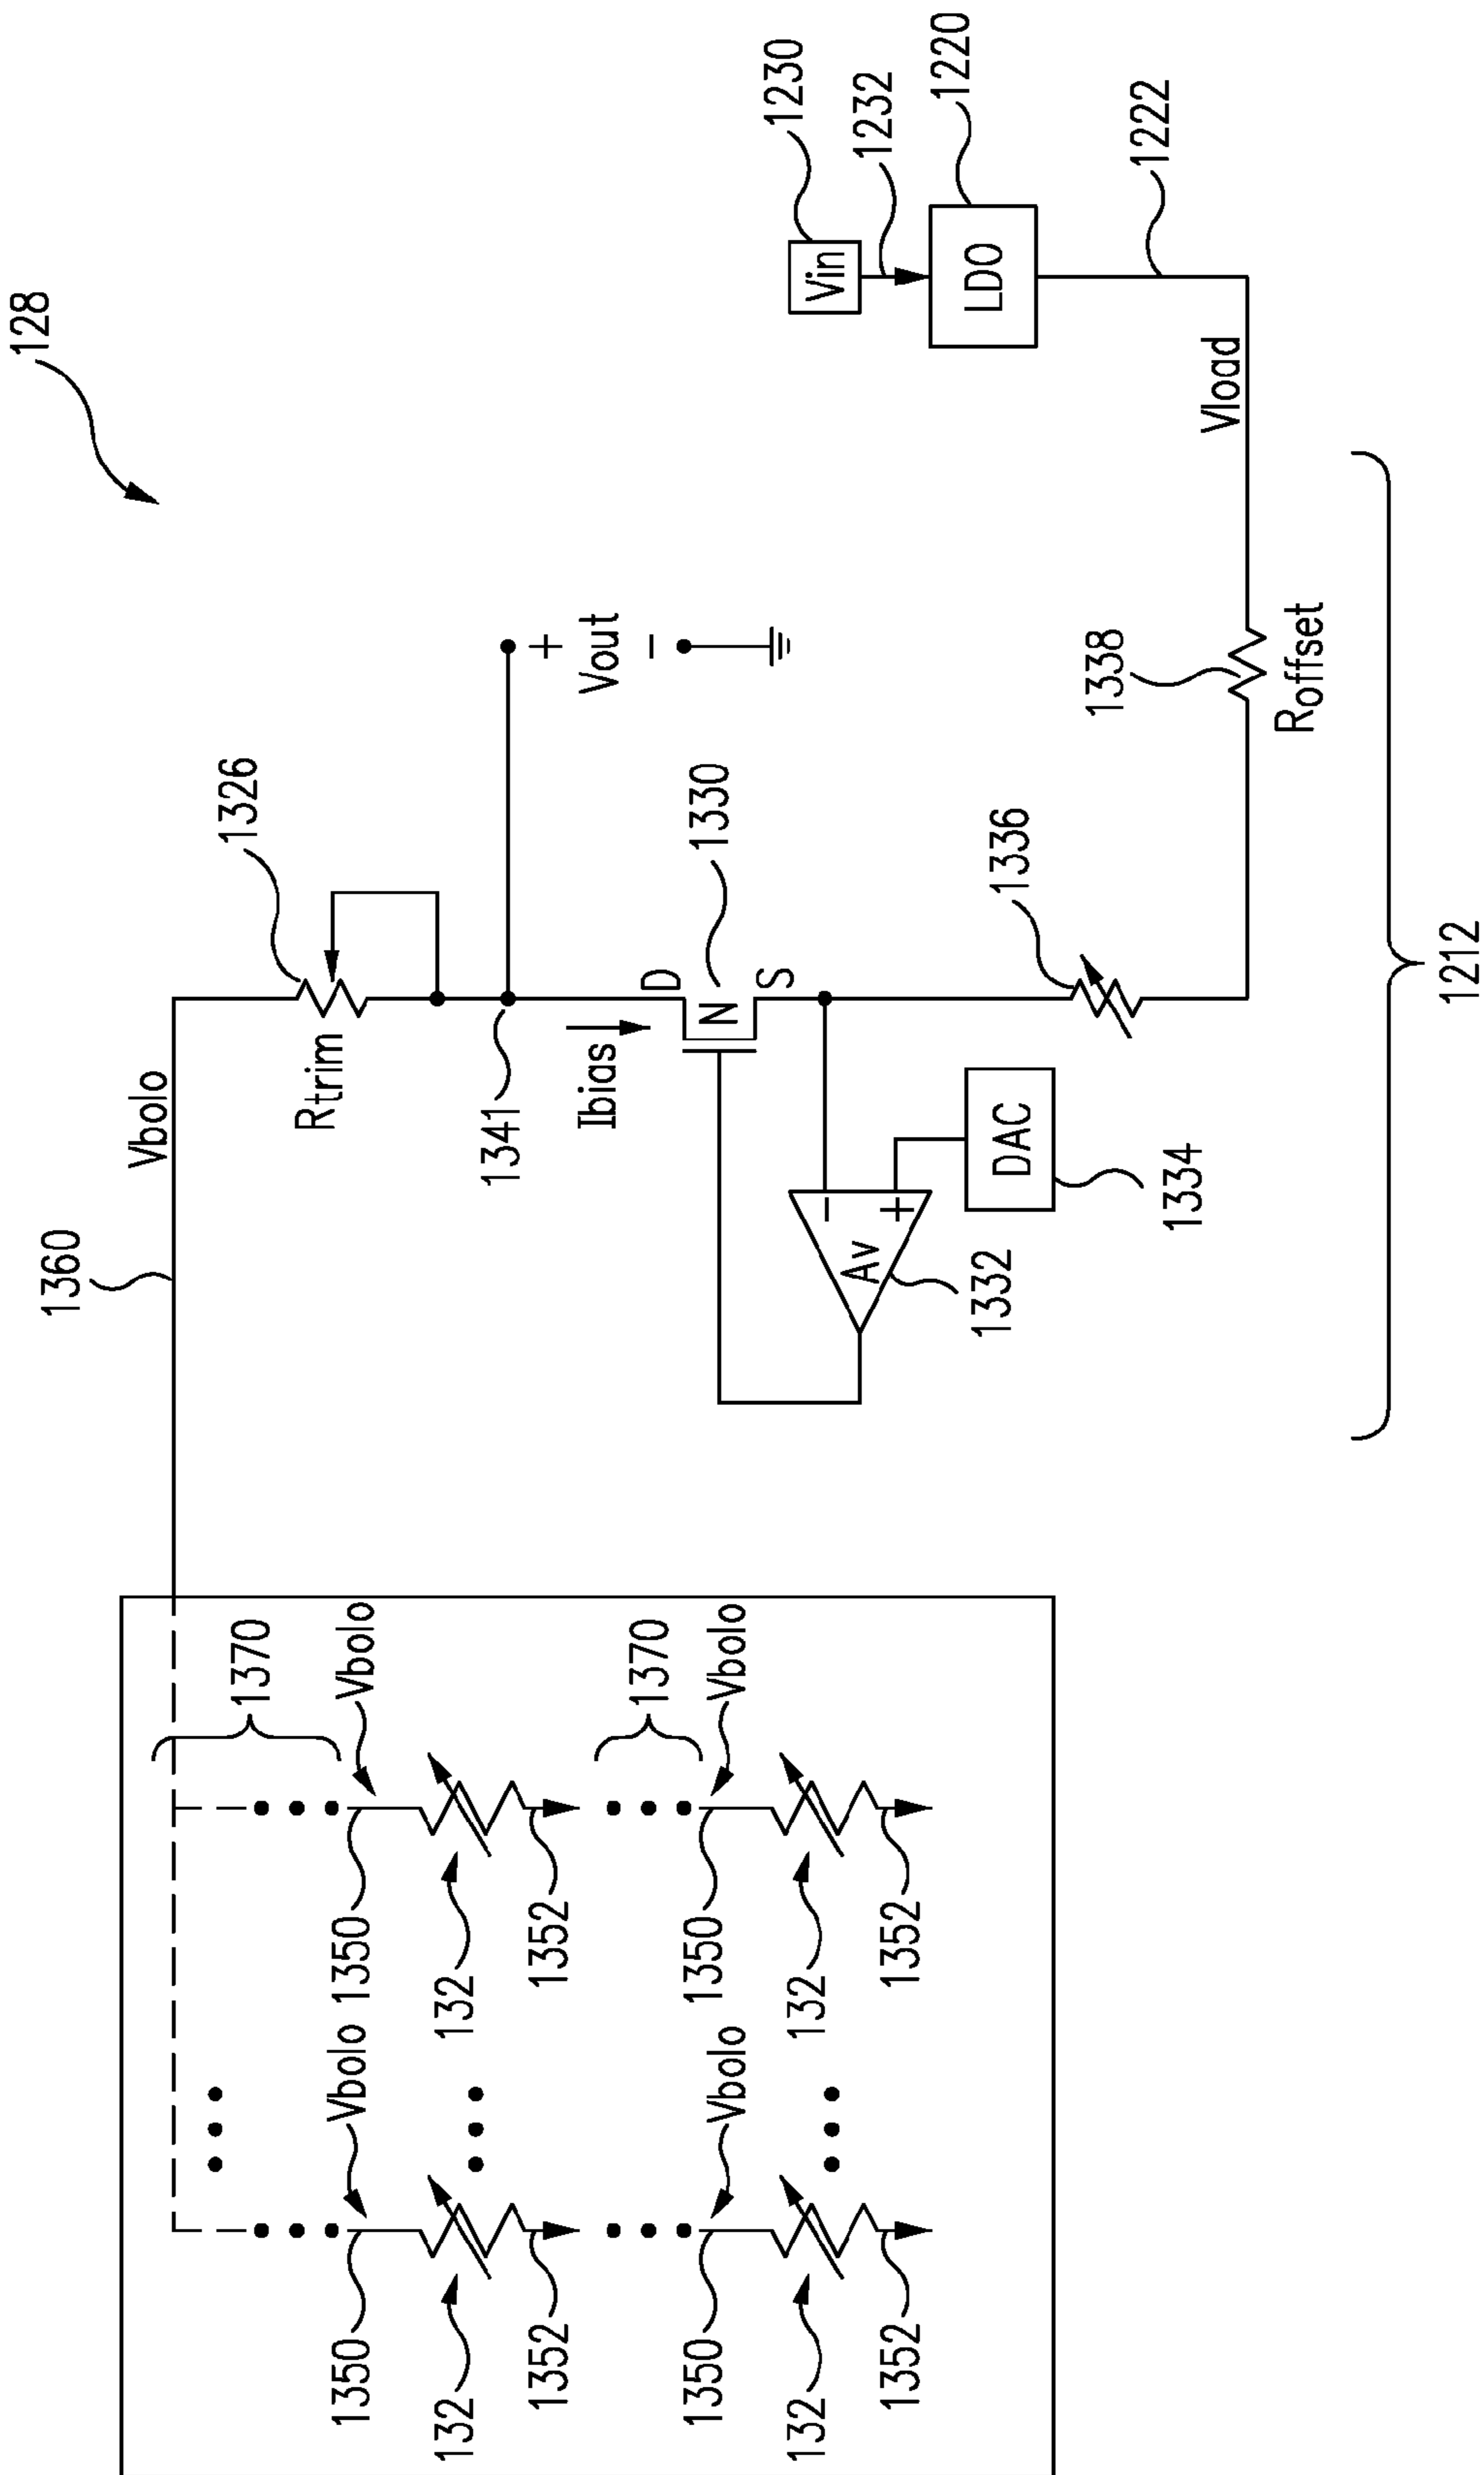 128
1360
Vbolo
1326
Rtrim
1341
Vout
+
−
Ibias
D
N
S
1330
Av
−
+
1332
DAC
1334
1336
1338
Roffset
Vload
1222
LDO
1220
1232
Vin
1230
1212
1370
Vbolo
Vbolo
1350
1350
132
132
1352
1352
1370
Vbolo
Vbolo
1350
1350
132
132
1352
1352